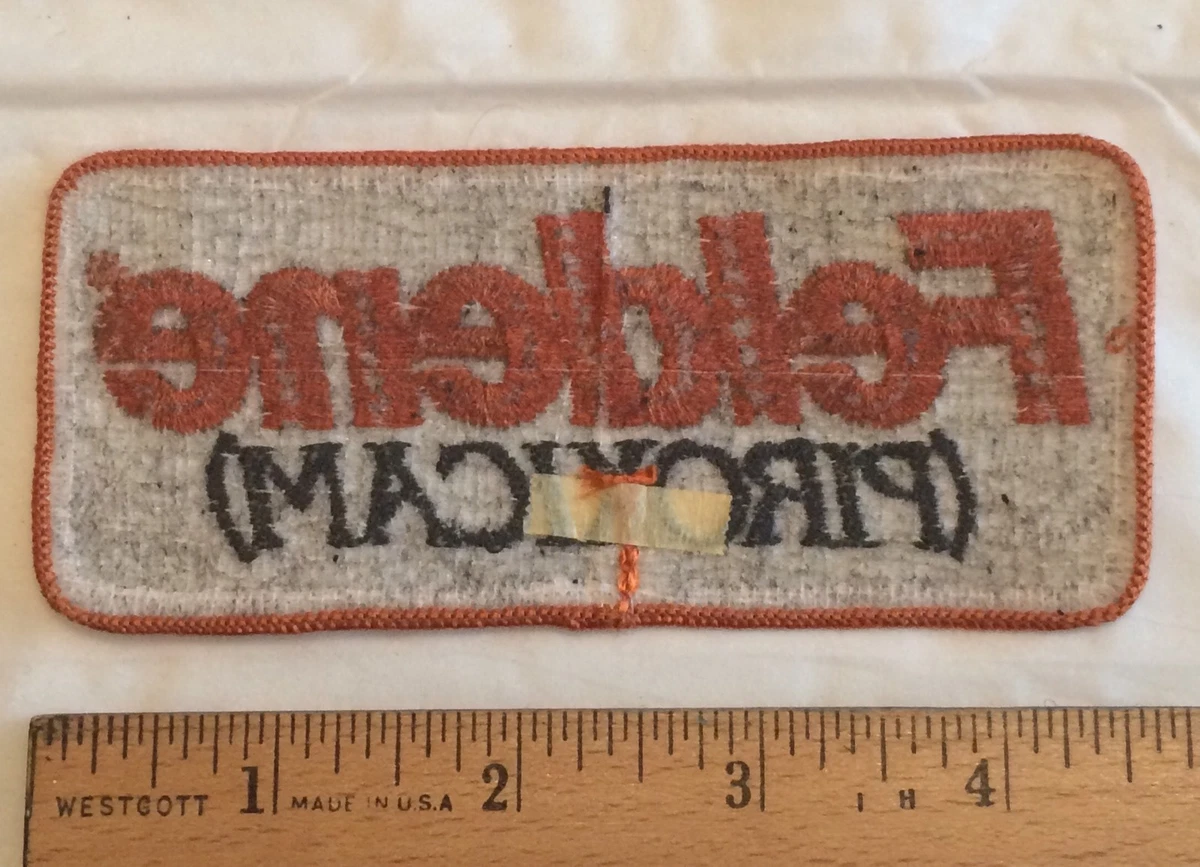 Feldene
(PIROXICAM)
1 2 3 4
WESTCOTT MADE IN U.S.A I H